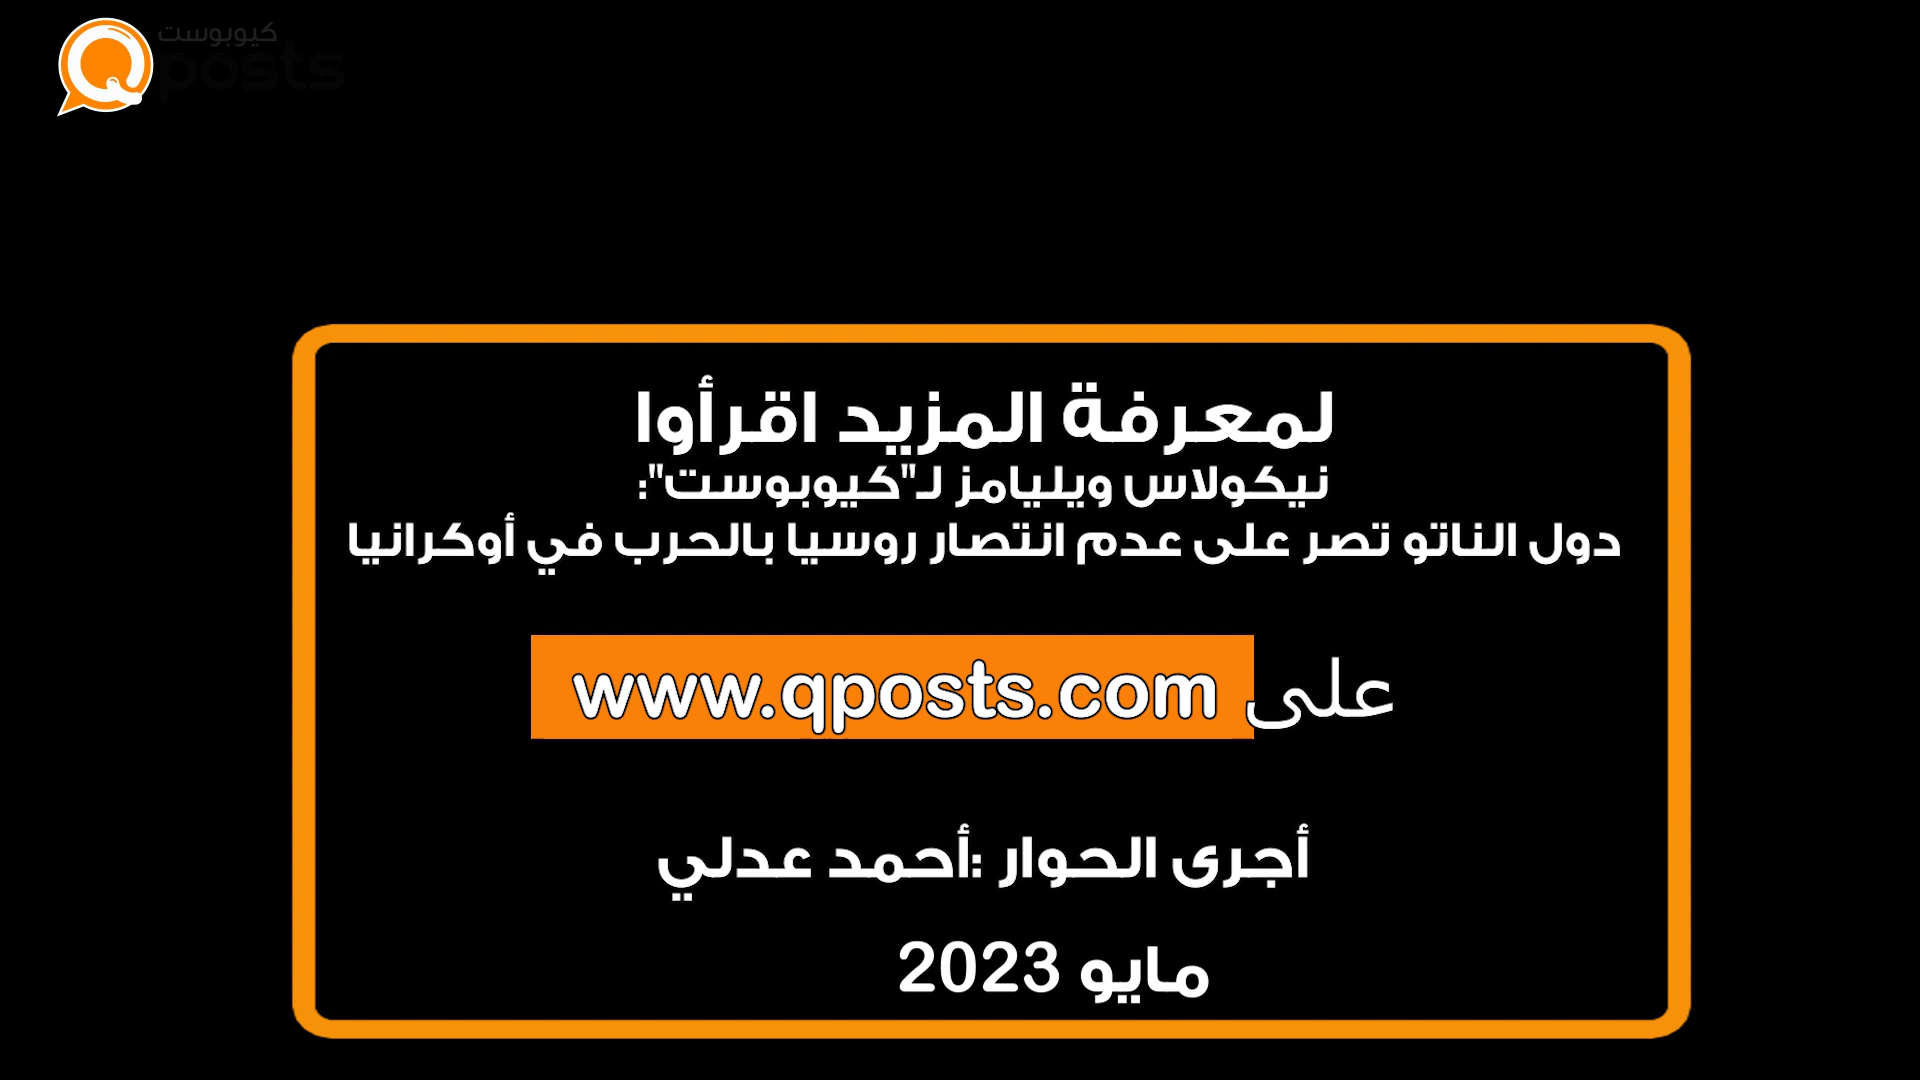 كيوبوست
Qposts
لمعرفة المزيد اقرأوا
نيكولاس ويليامز لـ"كيوبوست":
دول الناتو تصر على عدم انتصار روسيا بالحرب في أوكرانيا
على www.qposts.com
أجرى الحوار :أحمد عدلي
مايو 2023